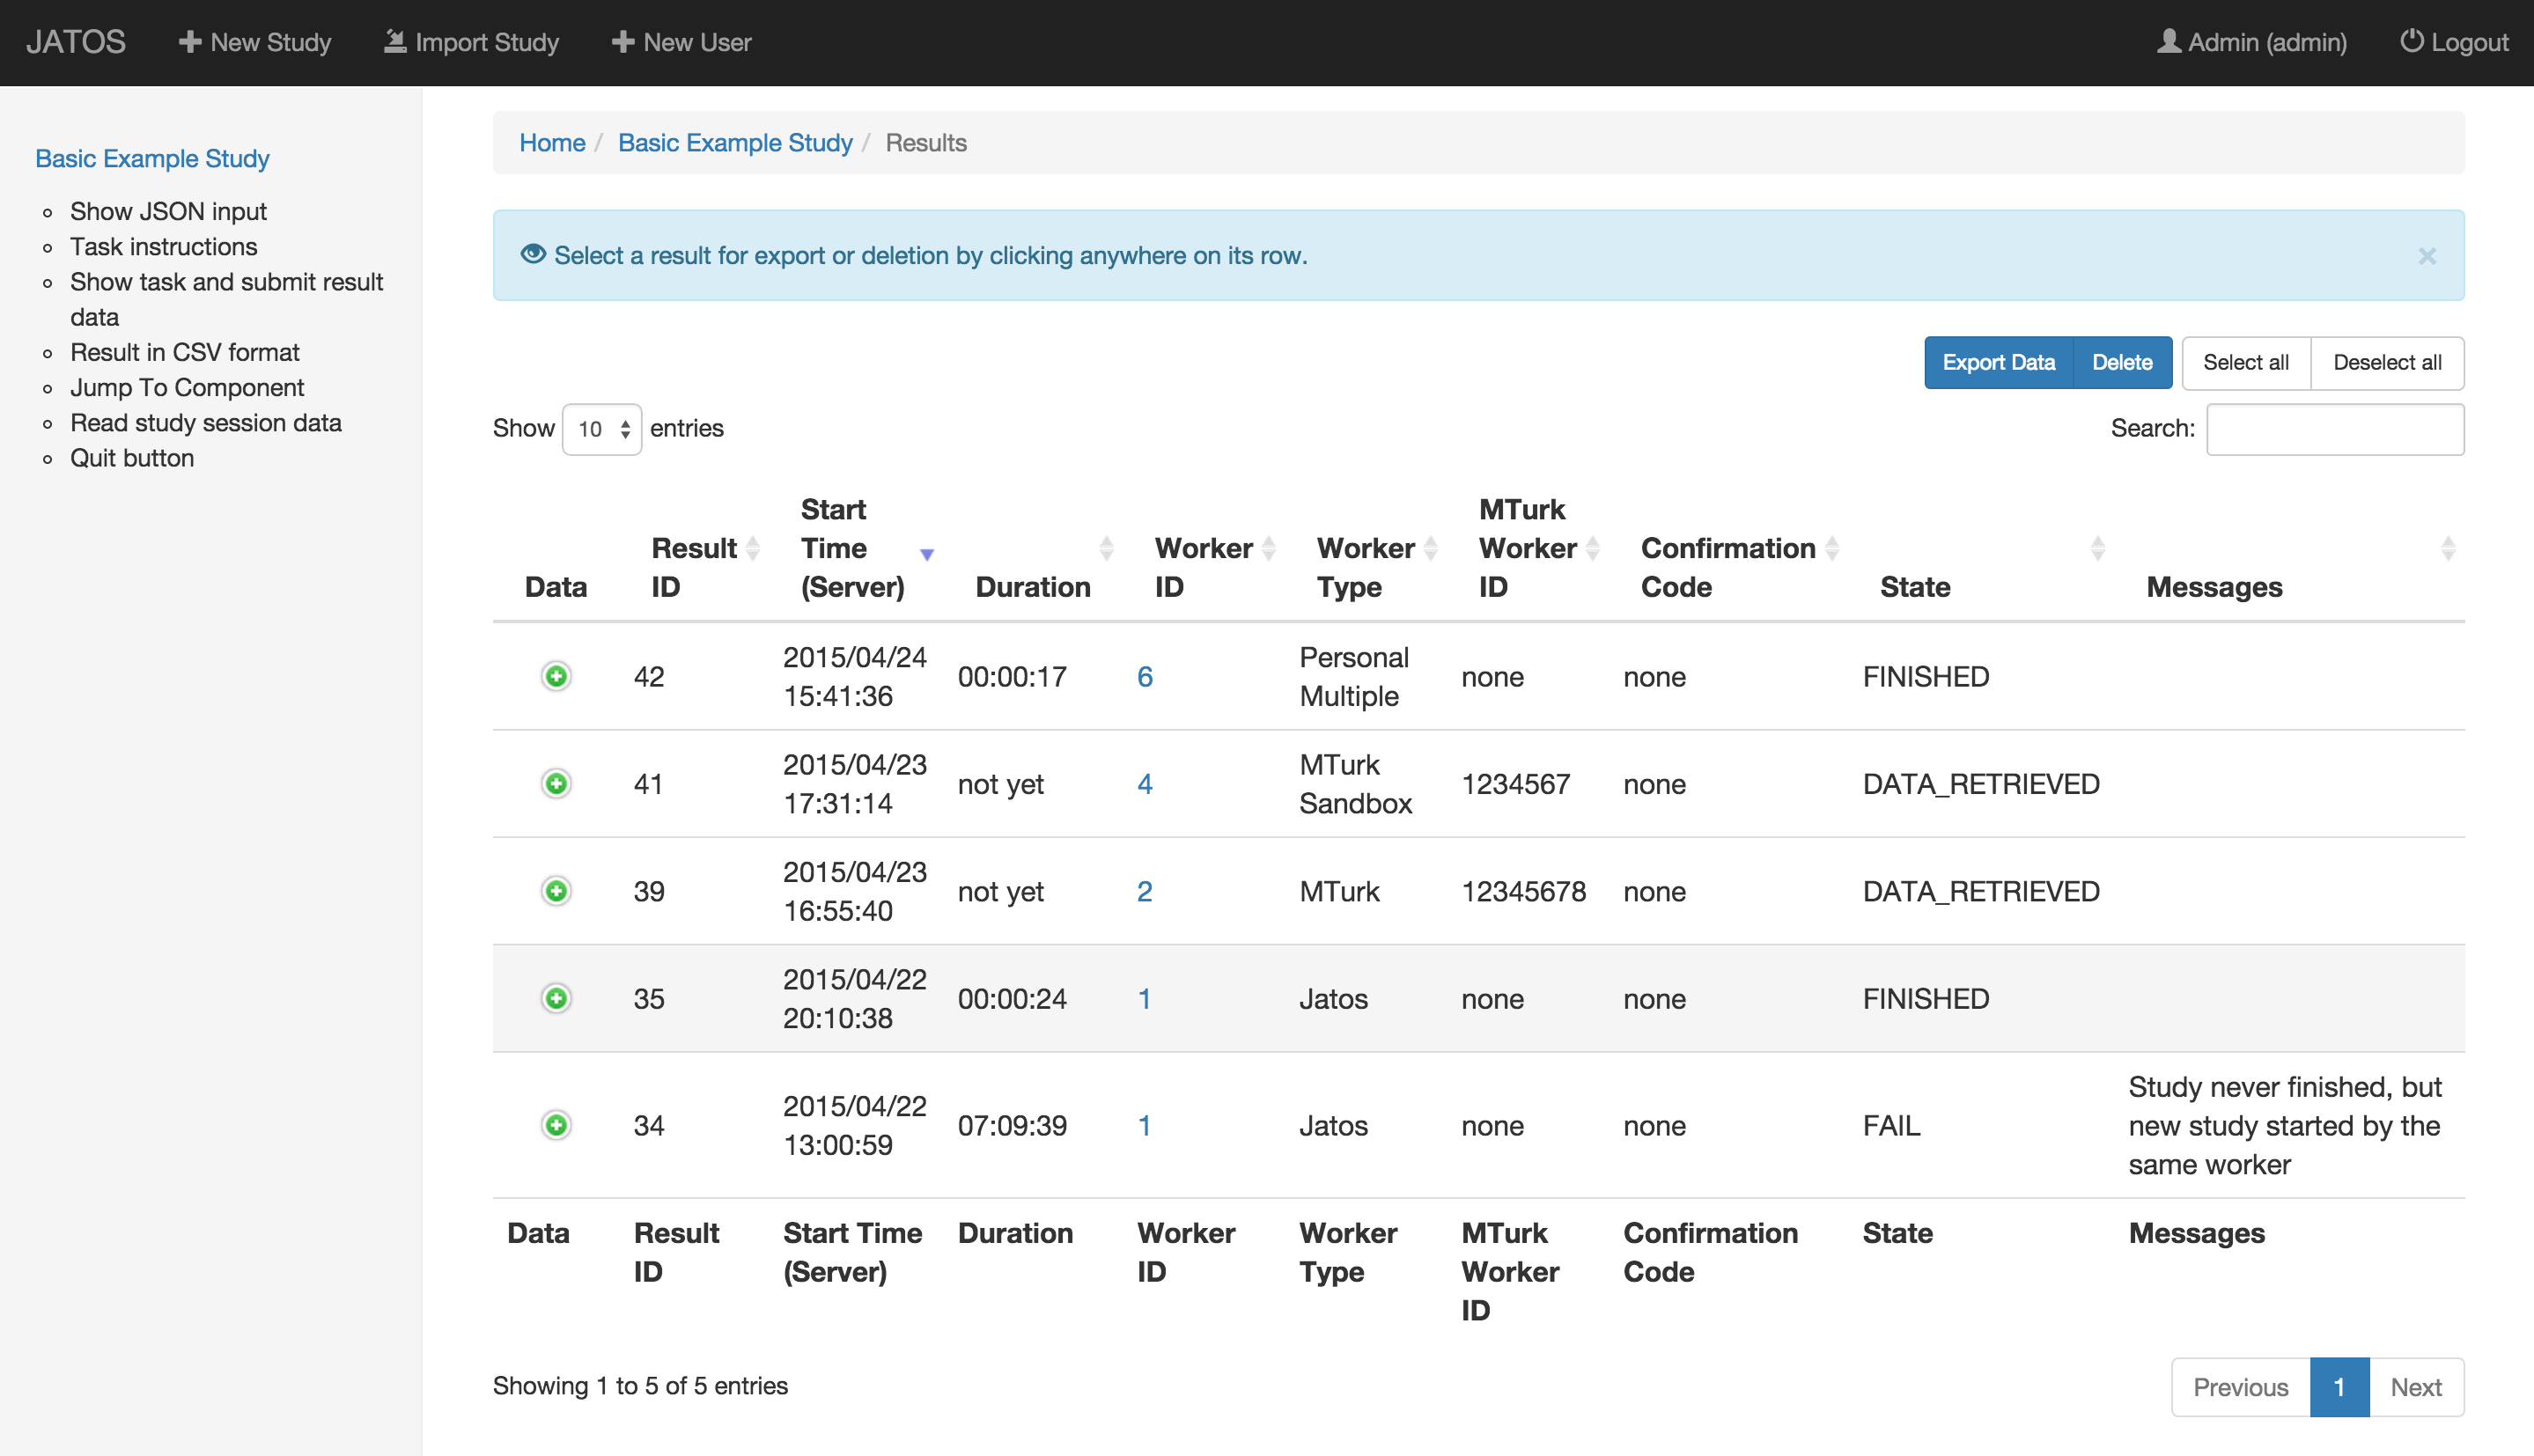 JATOS New Study Import Study New User Admin (admin) Logout
Basic Example Study
Show JSON input
Task instructions
Show task and submit result
data
Result in CSV format
Jump To Component
Read study session data
Quit button
Home / Basic Example Study / Results
Select a result for export or deletion by clicking anywhere on its row. ×
Export Data Delete Select all Deselect all
Show 10 entries Search:
Data
Result
ID
Start
Time
(Server)
Duration
Worker
ID
Worker
Type
MTurk
Worker
ID
Confirmation
Code
State
Messages
42
2015/04/24
15:41:36
00:00:17
6
Personal
Multiple
none
none
FINISHED
41
2015/04/23
17:31:14
not yet
4
MTurk
Sandbox
1234567
none
DATA_RETRIEVED
39
2015/04/23
16:55:40
not yet
2
MTurk
12345678
none
DATA_RETRIEVED
35
2015/04/22
20:10:38
00:00:24
1
Jatos
none
none
FINISHED
34
2015/04/22
13:00:59
07:09:39
1
Jatos
none
none
FAIL
Study never finished, but
new study started by the
same worker
Data
Result
ID
Start Time
(Server)
Duration
Worker
ID
Worker
Type
MTurk
Worker
ID
Confirmation
Code
State
Messages
Showing 1 to 5 of 5 entries
Previous 1 Next